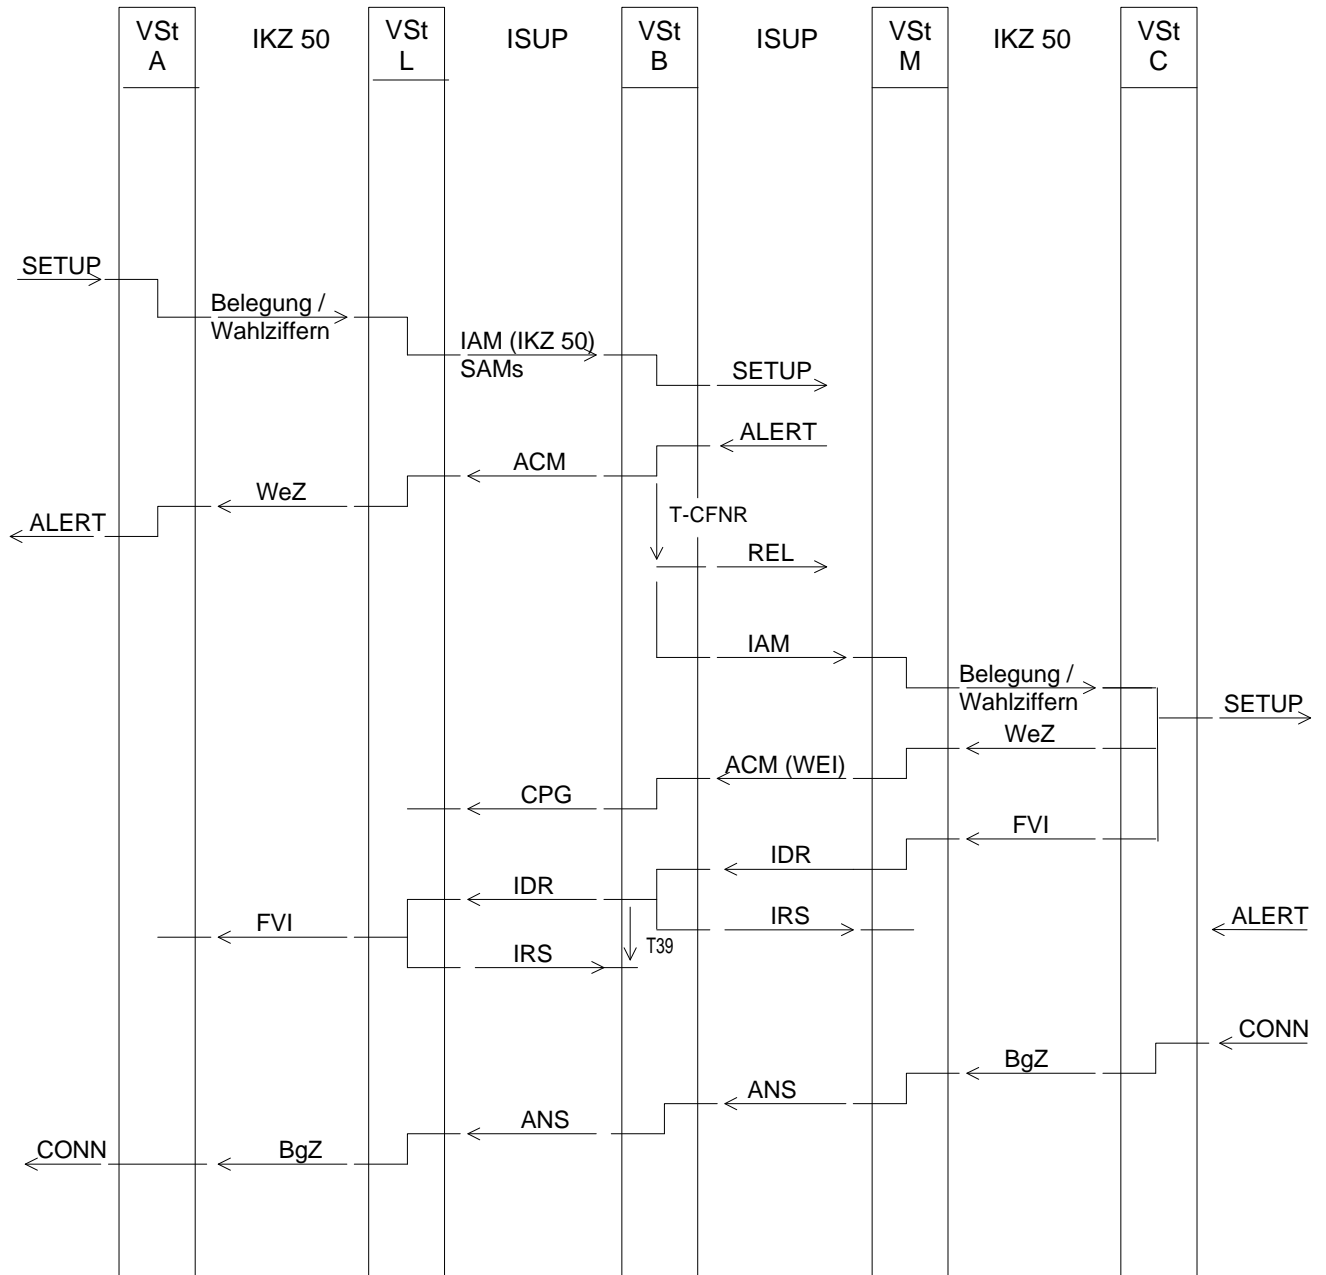 VSt
A
IKZ 50
VSt
L
ISUP
VSt
B
ISUP
VSt
M
IKZ 50
VSt
C
SETUP
Belegung /
Wahlziffern
IAM (IKZ 50)
SAMs
SETUP
ALERT
ACM
WeZ
ALERT
T-CFNR
REL
IAM
Belegung /
Wahlziffern
SETUP
WeZ
ACM (WEI)
CPG
FVI
IDR
IDR
IRS
ALERT
FVI
T39
IRS
CONN
BgZ
ANS
ANS
CONN
BgZ